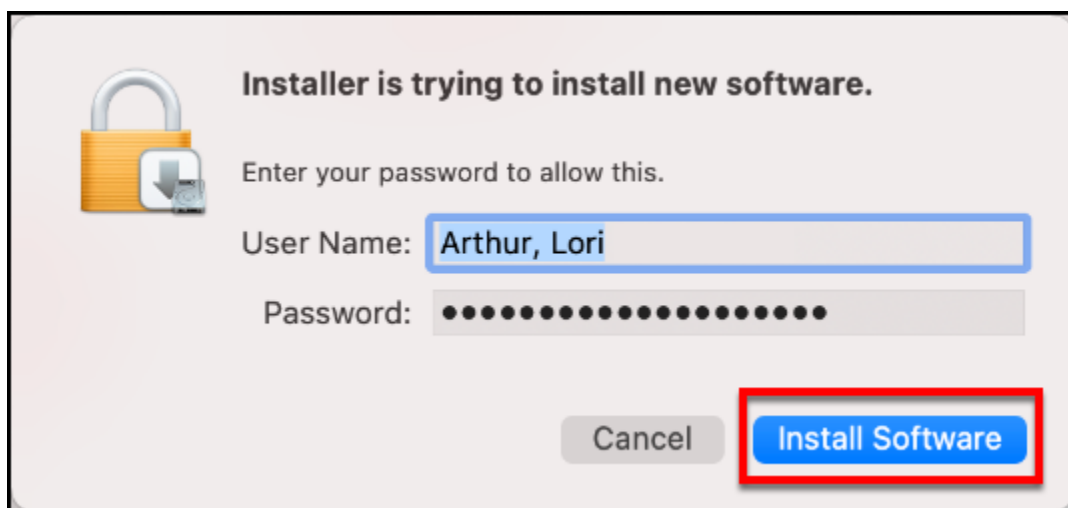 Installer is trying to install new software.
Enter your password to allow this.
User Name: Arthur, Lori
Password: ••••••••••••••••••••
Cancel Install Software